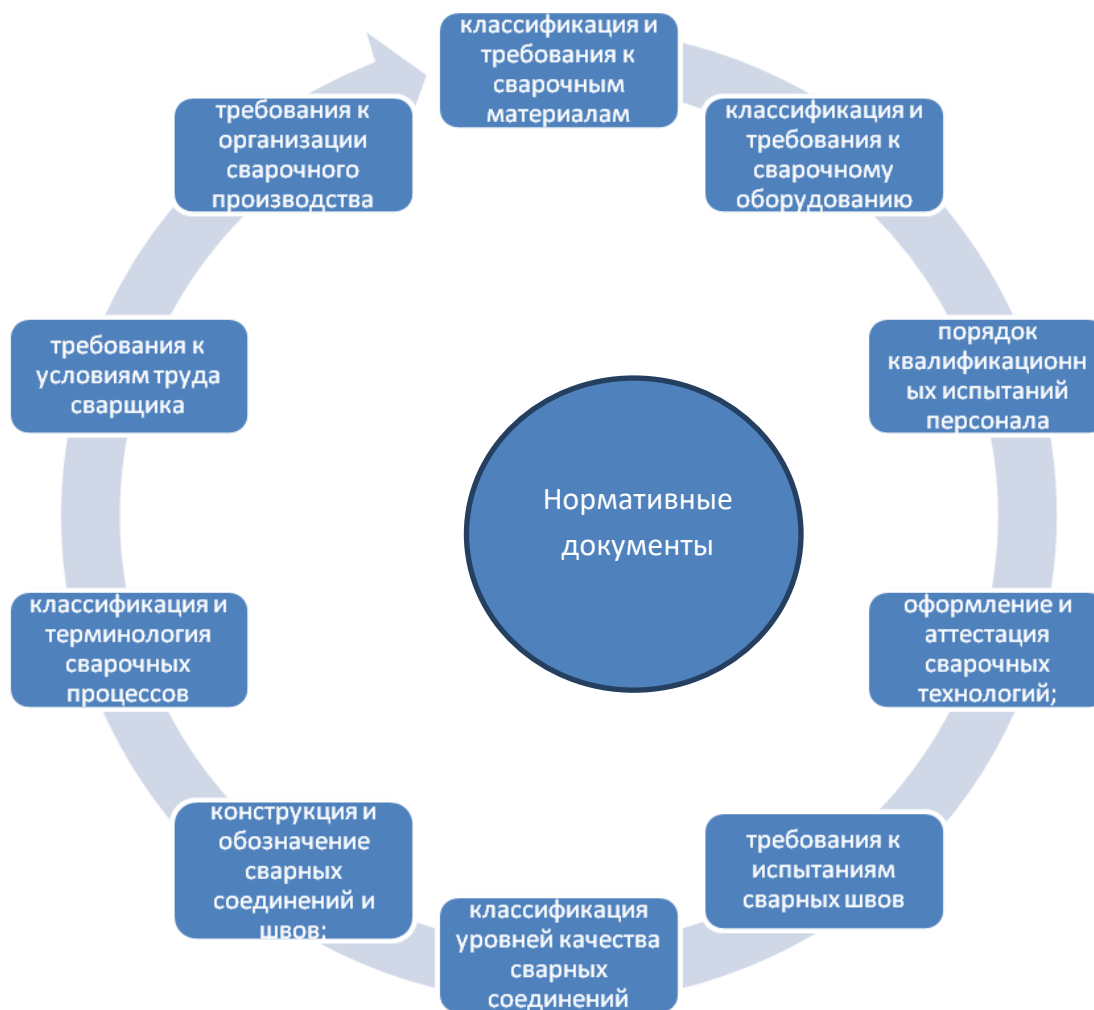 классификация и
требования к
сварочным
материалам
классификация и
требования к
сварочному
оборудованию
порядок
квалификационн
ых испытаний
персонала
оформление и
аттестация
сварочных
технологий;
требования к
испытаниям
сварных швов
классификация
уровней качества
сварных
соединений
конструкция и
обозначение
сварных
соединений и
швов;
классификация и
терминология
сварочных
процессов
требования к
условиям труда
сварщика
требования к
организации
сварочного
производства
Нормативные
документы